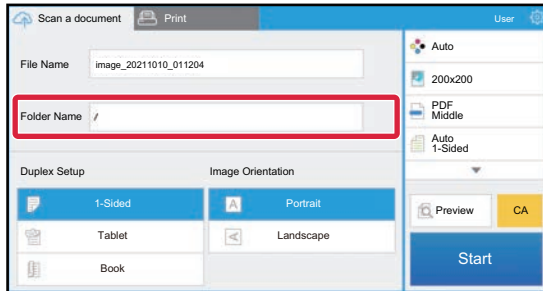 Scan a document
Print
User
File Name
image_20211010_011204
Folder Name
/
Duplex Setup
Image Orientation
1-Sided
Tablet
Book
A
Portrait
A
Landscape
Auto
200x200
PDF
Middle
Auto
1-Sided
Preview
CA
Start